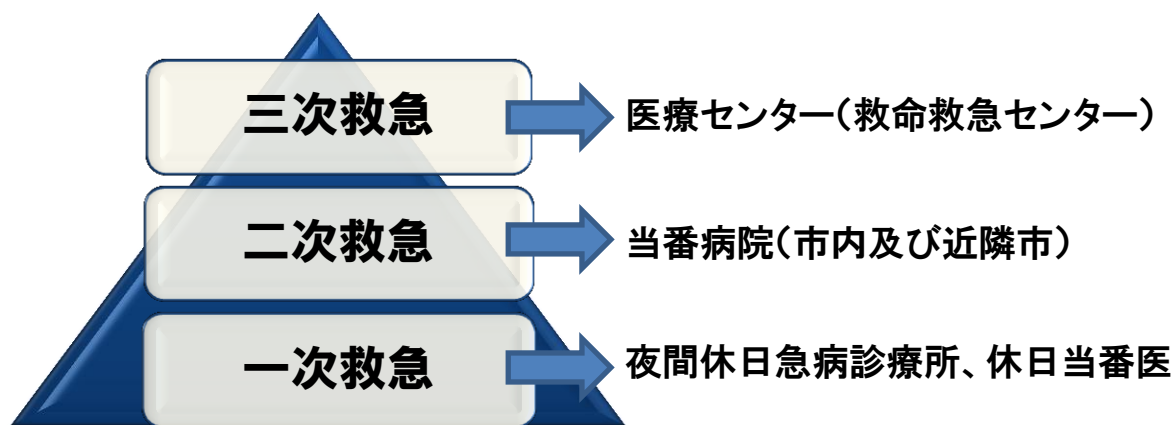 三次救急
医療センター(救命救急センター)
二次救急
当番病院(市内及び近隣市)
一次救急
夜間休日急病診療所、休日当番医